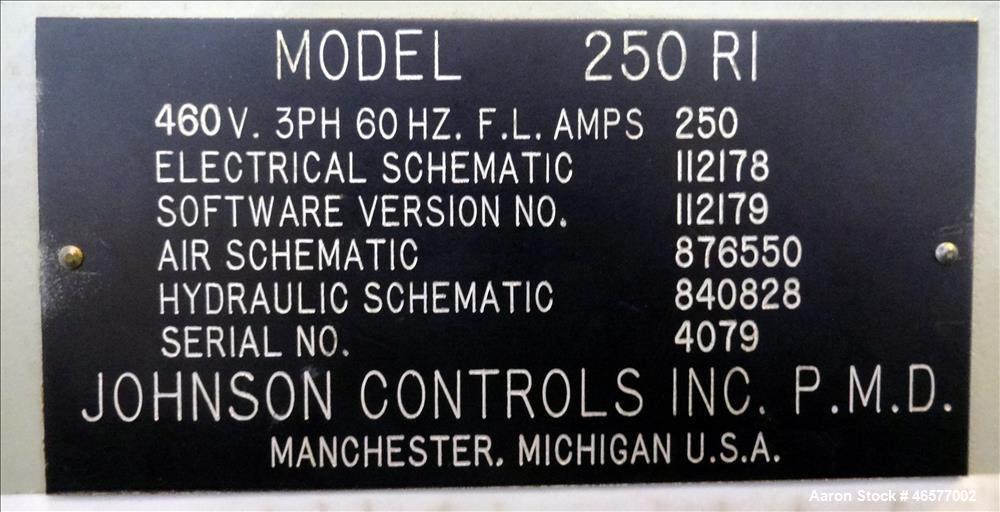 MODEL 250 RI
460 V. 3PH 60 HZ. F.L. AMPS 250
ELECTRICAL SCHEMATIC 112178
SOFTWARE VERSION NO. 112179
AIR SCHEMATIC 876550
HYDRAULIC SCHEMATIC 840828
SERIAL NO. 4079
JOHNSON CONTROLS INC. P.M.D.
MANCHESTER, MICHIGAN U.S.A.
Aaron Stock # 46577002